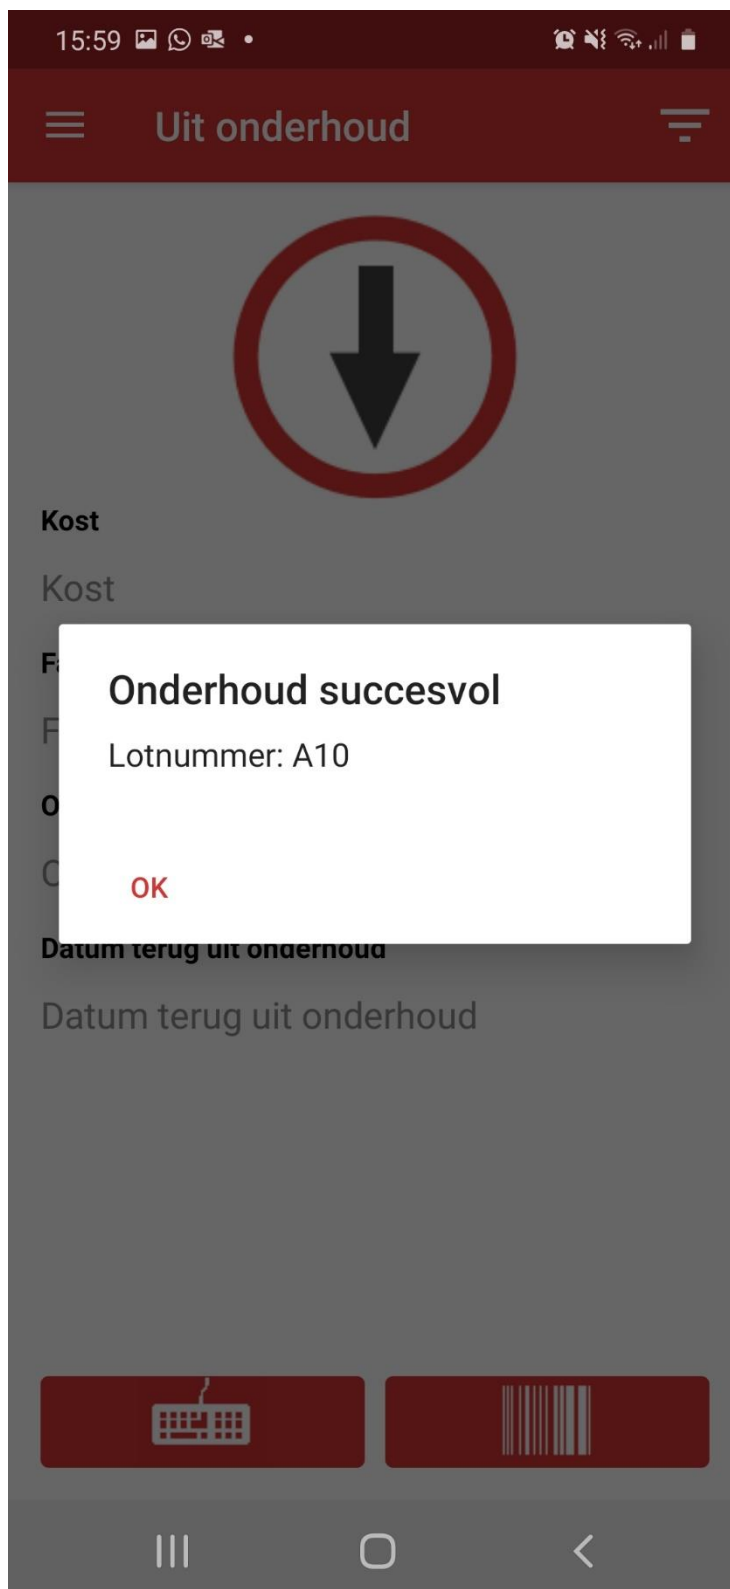 15:59
Uit onderhoud
Kost
Kost
Onderhoud succesvol
Lotnummer: A10
OK
Datum terug uit onderhoud
Datum terug uit onderhoud